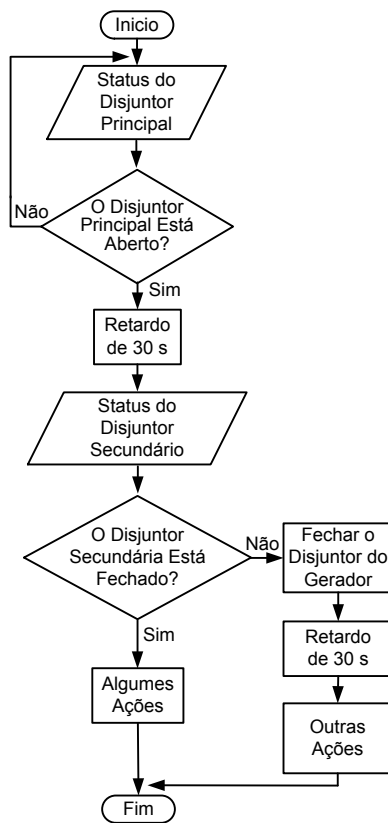 Inicio
Status do
Disjuntor
Principal
O Disjuntor
Principal Está
Aberto?
Não
Sim
Retardo
de 30 s
Status do
Disjuntor
Secundário
O Disjuntor
Secundária Está
Fechado?
Não
Fechar o
Disjuntor do
Gerador
Sim
Retardo
de 30 s
Algumes
Ações
Outras
Ações
Fim